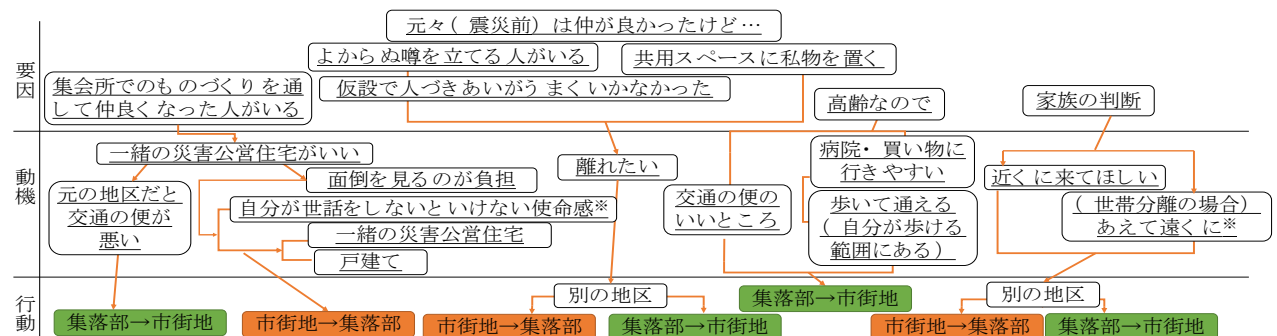 要因
元々(震災前)は仲が良かったけど…
よからぬ噂を立てる人がいる
共用スペースに私物を置く
集会所でのものづくりを通
して仲良くなった人がいる
仮設で人づきあいがうまくいかなかった
高齢なので
家族の判断
動機
一緒の災害公営住宅がいい
元の地区だと
交通の便が
悪い
面倒を見るのが負担
自分が世話をしないといけない使命感※
一緒の災害公営住宅
戸建て
離れたい
交通の便の
いいところ
病院・買い物に
行きやすい
歩いて通える
(自分が歩ける
範囲にある)
近くに来てほしい
(世帯分離の場合)
あえて遠くに※
行動
集落部→市街地
市街地→集落部
別の地区
市街地→集落部
集落部→市街地
集落部→市街地
別の地区
市街地→集落部
集落部→市街地